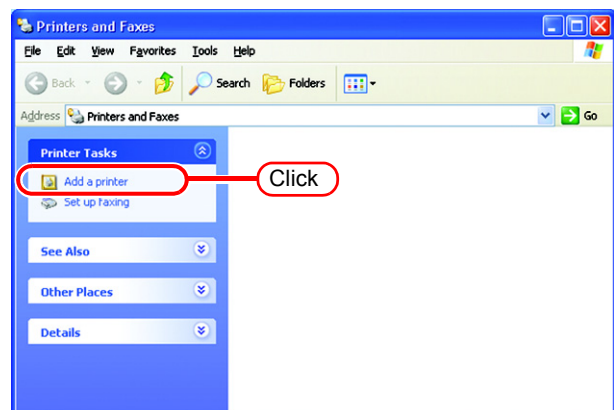 Printers and Faxes
File Edit View Favorites Tools Help
Back Search Folders
Address Printers and Faxes Go
Printer Tasks
Add a printer
Click
Set up faxing
See Also
Other Places
Details